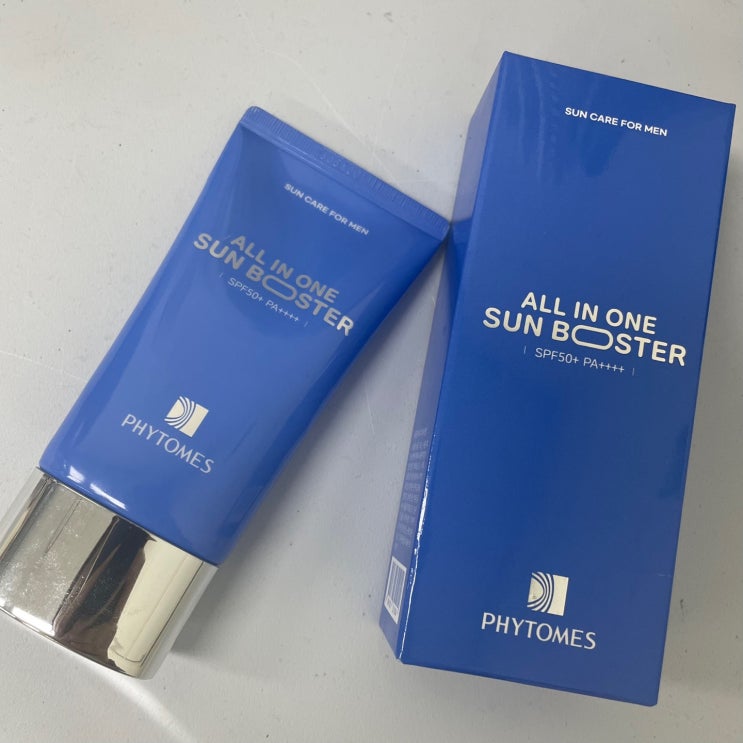 SUN CARE FOR MEN
ALL IN ONE
SUN BOOSTER
SPF50+ PA++++
PHYTOMES
SUN CARE FOR MEN
ALL IN ONE
SUN BOOSTER
SPF50+ PA++++
PHYTOMES